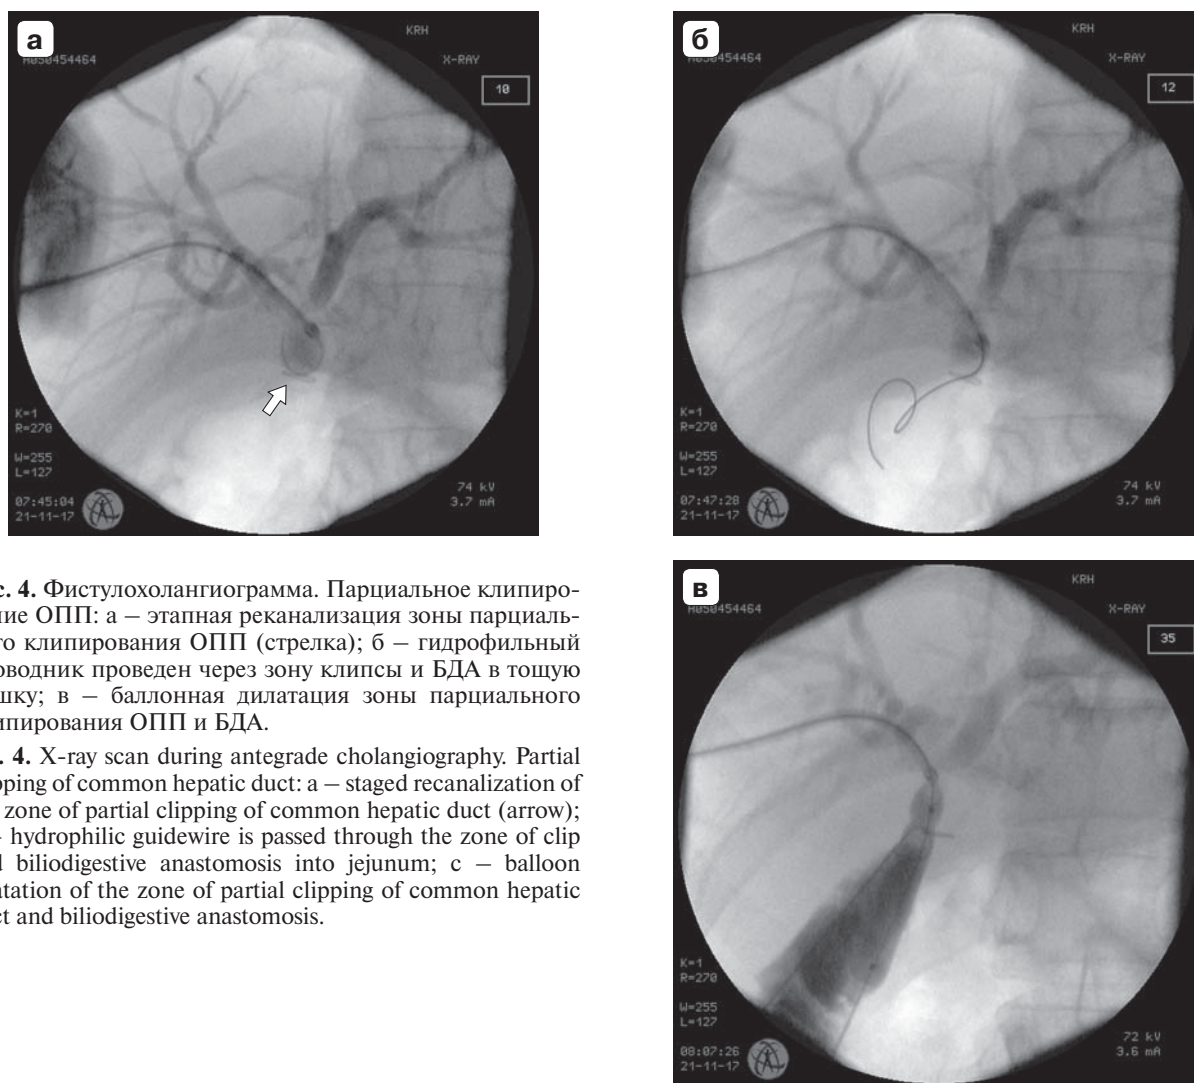 а
KRH
M050454464
X-RAY
10
K=1
R=270
W=255
L=127
07:45:04
21-11-17
74 kV
3.7 mA
б
KRH
M050454464
X-RAY
12
K=1
R=270
W=255
L=127
07:47:28
21-11-17
74 kV
3.7 mA
с. 4. Фистулохолангиограмма. Парциальное клипиро-
ние ОПП: а – этапная реканализация зоны парциаль-
го клипирования ОПП (стрелка); б – гидрофильный
оводник проведен через зону клипсы и БДА в тощую
шку; в – баллонная дилатация зоны парциального
ипирования ОПП и БДА.
. 4. X-ray scan during antegrade cholangiography. Partial
pping of common hepatic duct: a – staged recanalization of
zone of partial clipping of common hepatic duct (arrow);
- hydrophilic guidewire is passed through the zone of clip
d biliodigestive anastomosis into jejunum; c – balloon
atation of the zone of partial clipping of common hepatic
ct and biliodigestive anastomosis.
в
KRH
M050454464
X-RAY
35
K=1
R=270
W=255
L=127
08:07:26
21-11-17
72 kV
3.6 mA